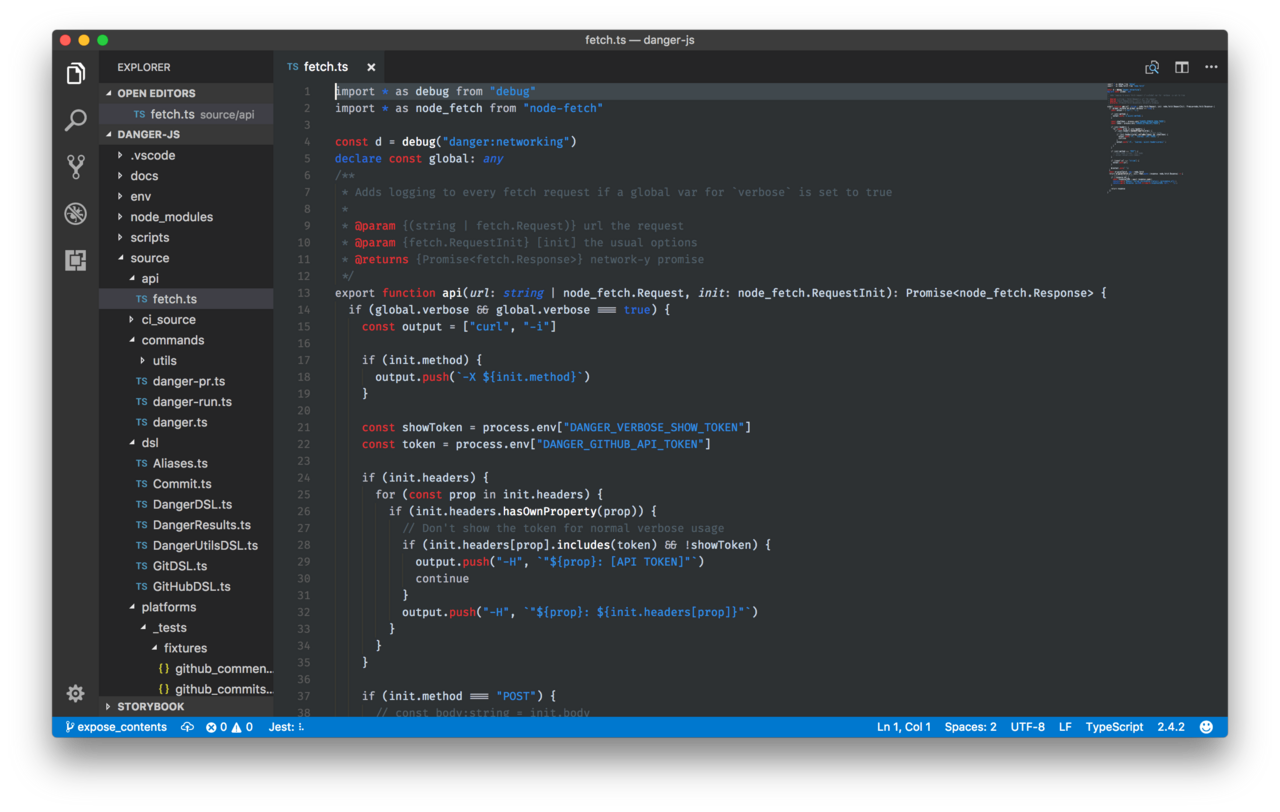 fetch.ts — danger-js
EXPLORER
OPEN EDITORS
TS fetch.ts source/api
DANGER-JS
.vscode
docs
env
node_modules
scripts
source
api
TS fetch.ts
ci_source
commands
utils
TS danger-pr.ts
TS danger-run.ts
TS danger.ts
dsl
TS Aliases.ts
TS Commit.ts
TS DangerDSL.ts
TS DangerResults.ts
TS DangerUtilsDSL.ts
TS GitDSL.ts
TS GitHubDSL.ts
platforms
_tests
fixtures
{} github_commen...
{} github_commits...
STORYBOOK
TS fetch.ts ×
1 import * as debug from "debug"
2 import * as node_fetch from "node-fetch"
3
4 const d = debug("danger:networking")
5 declare const global: any
6 /**
7 * Adds logging to every fetch request if a global var for `verbose` is set to true
8 *
9 * @param {(string | fetch.Request)} url the request
10 * @param {fetch.RequestInit} [init] the usual options
11 * @returns {Promise<fetch.Response>} network-y promise
12 */
13 export function api(url: string | node_fetch.Request, init: node_fetch.RequestInit): Promise<node_fetch.Response> {
14 if (global.verbose && global.verbose === true) {
15 const output = ["curl", "-i"]
16
17 if (init.method) {
18 output.push(`-X ${init.method}`)
19 }
20
21 const showToken = process.env["DANGER_VERBOSE_SHOW_TOKEN"]
22 const token = process.env["DANGER_GITHUB_API_TOKEN"]
23
24 if (init.headers) {
25 for (const prop in init.headers) {
26 if (init.headers.hasOwnProperty(prop)) {
27 // Don't show the token for normal verbose usage
28 if (init.headers[prop].includes(token) && !showToken) {
29 output.push("-H", `"${prop}: [API TOKEN]"`)
30 continue
31 }
32 output.push("-H", `"${prop}: ${init.headers[prop]}"`)
33 }
34 }
35 }
36
37 if (init.method === "POST") {
38 // const body:string = init.body
expose_contents 0 0 Jest:
Ln 1, Col 1 Spaces: 2 UTF-8 LF TypeScript 2.4.2